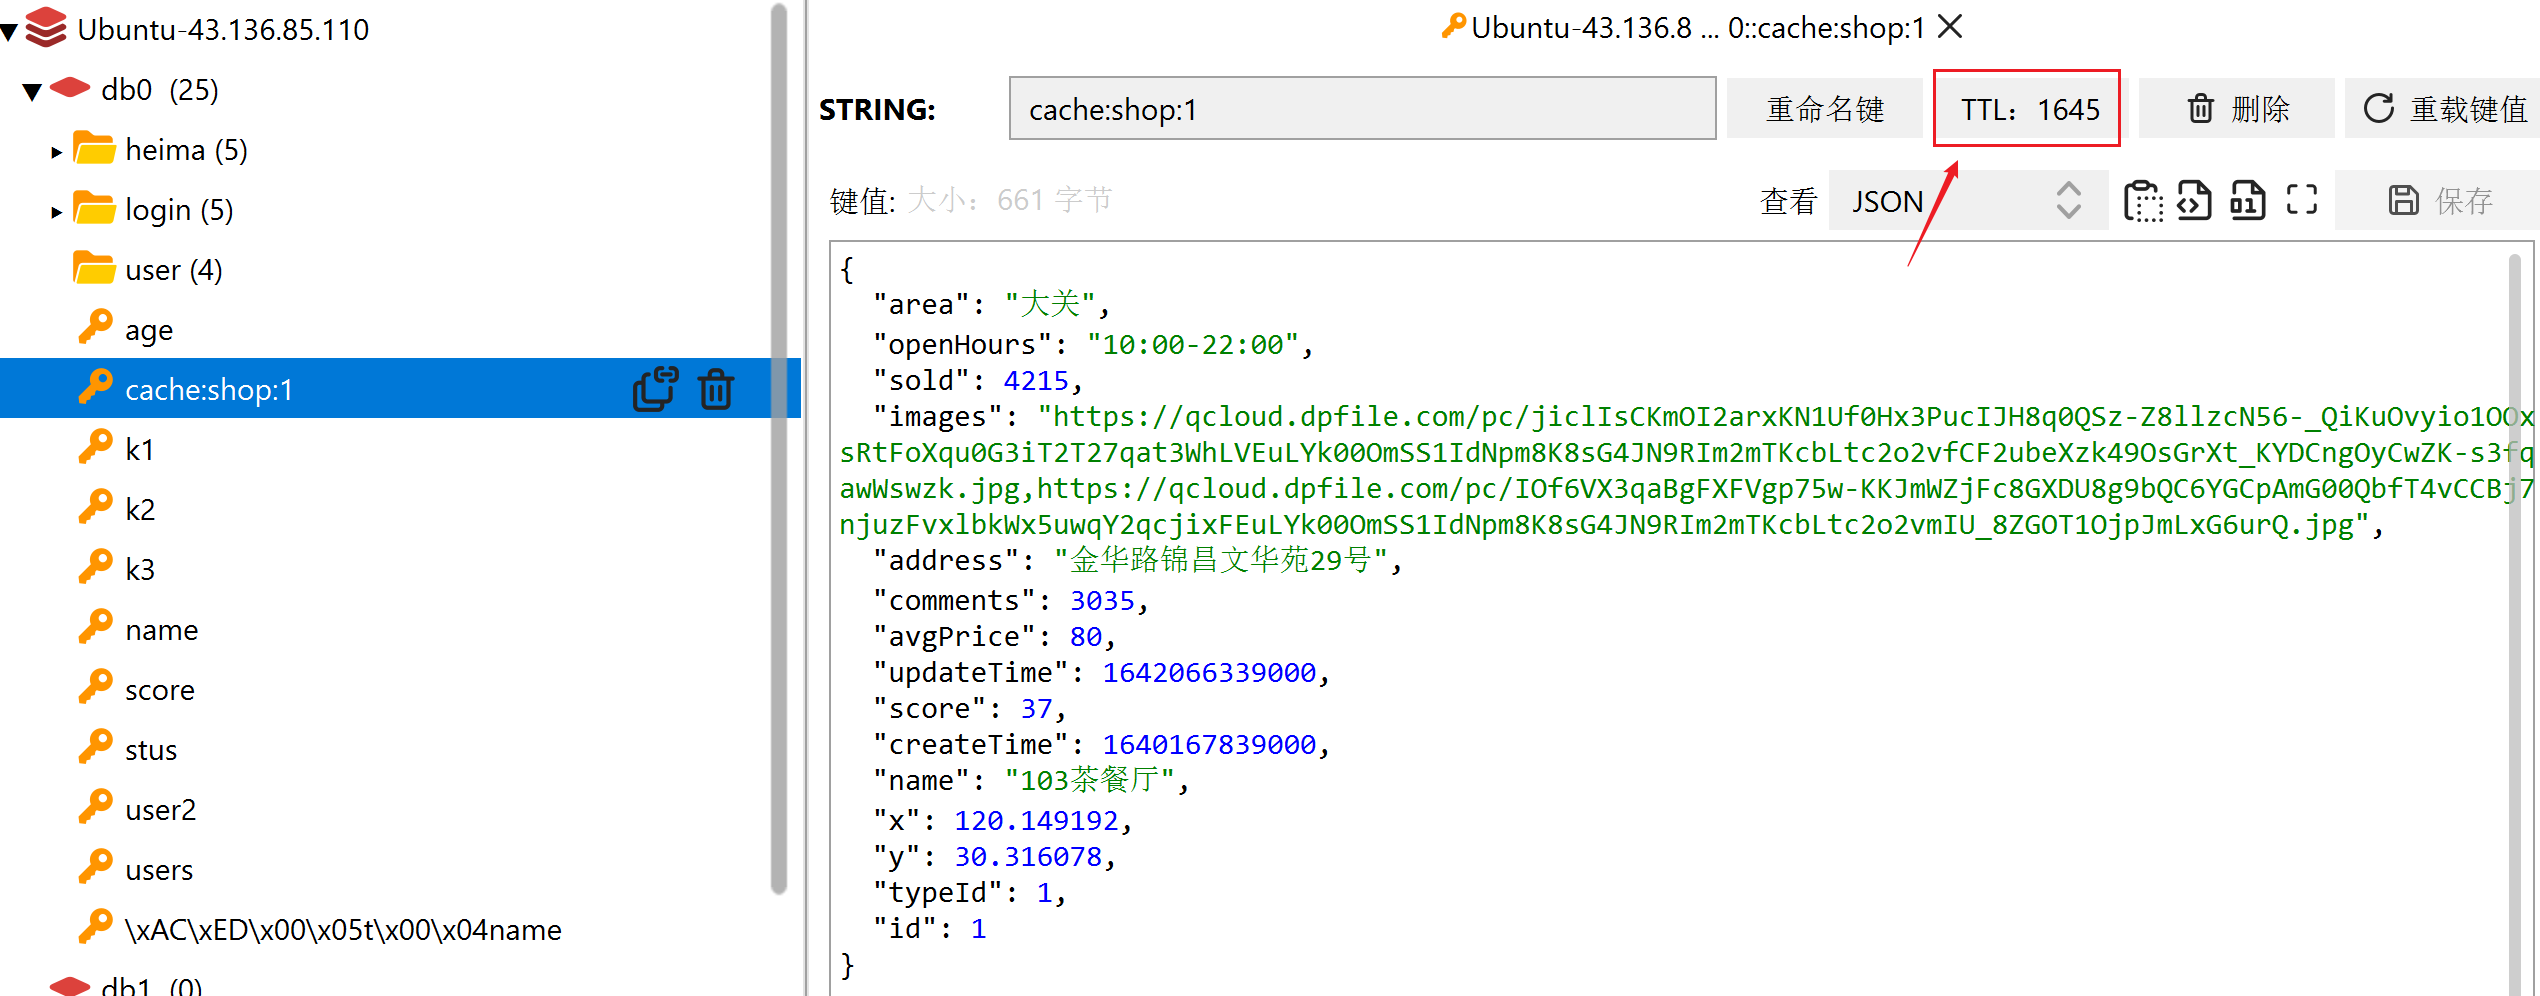 Ubuntu-43.136.85.110
db0 (25)
heima (5)
login (5)
user (4)
age
cache:shop:1
k1
k2
k3
name
score
stus
user2
users
\xAC\xED\x00\x05t\x00\x04name
db1 (0)
Ubuntu-43.136.8 ... 0::cache:shop:1
STRING: cache:shop:1 重命名键 TTL: 1645 删除 重载键值
键值: 大小: 661 字节 查看 JSON 保存
{
"area": "大关",
"openHours": "10:00-22:00",
"sold": 4215,
"images": "https://qcloud.dpfile.com/pc/jiclIsCKmOI2arxKN1Uf0Hx3PucIJH8q0QSz-Z8llzcN56-_QiKuOvyio1OOx
sRtFoXqu0G3iT2T27qat3WhLVEuLYk00OmSS1IdNpm8K8sG4JN9RIm2mTKcbLtc2o2vfCF2ubeXzk49OsGrXt_KYDCngOyCwZK-s3fq
awWswzk.jpg,https://qcloud.dpfile.com/pc/IOf6VX3qaBgFXFVgp75w-KKJmWZjFc8GXDU8g9bQC6YGCpAmG00QbfT4vCCBj7
njuzFvxlbkWx5uwqY2qcjixFEuLYk00OmSS1IdNpm8K8sG4JN9RIm2mTKcbLtc2o2vmIU_8ZGOT1OjpJmLxG6urQ.jpg",
"address": "金华路锦昌文华苑29号",
"comments": 3035,
"avgPrice": 80,
"updateTime": 1642066339000,
"score": 37,
"createTime": 1640167839000,
"name": "103茶餐厅",
"x": 120.149192,
"y": 30.316078,
"typeId": 1,
"id": 1
}